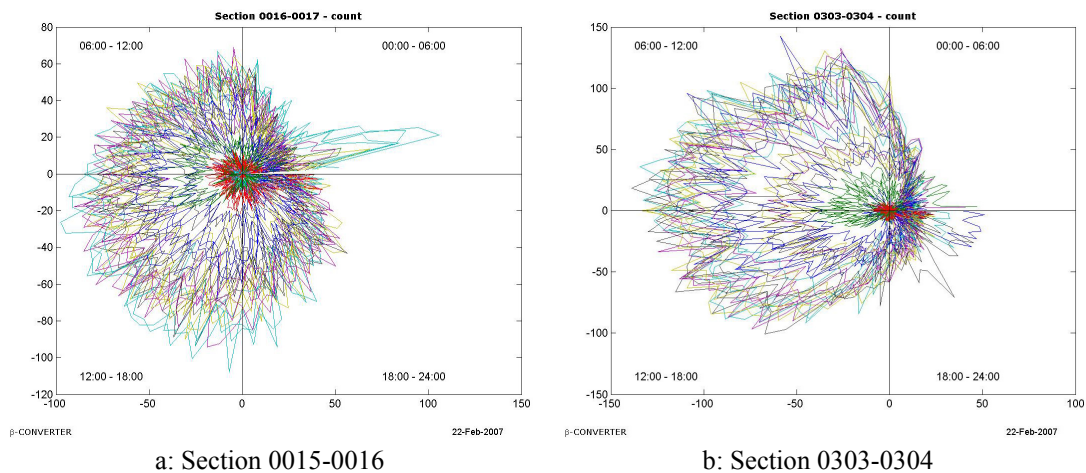 Section 0016-0017 - count
80
06:00 - 12:00
00:00 - 06:00
60
40
20
0
-20
-40
-60
-80
-100
12:00 - 18:00
18:00 - 24:00
-120
-100
-50
0
50
100
150
β-CONVERTER
22-Feb-2007
a: Section 0015-0016
Section 0303-0304 - count
150
06:00 - 12:00
00:00 - 06:00
100
50
0
-50
-100
12:00 - 18:00
18:00 - 24:00
-150
-150
-100
-50
0
50
100
β-CONVERTER
22-Feb-2007
b: Section 0303-0304